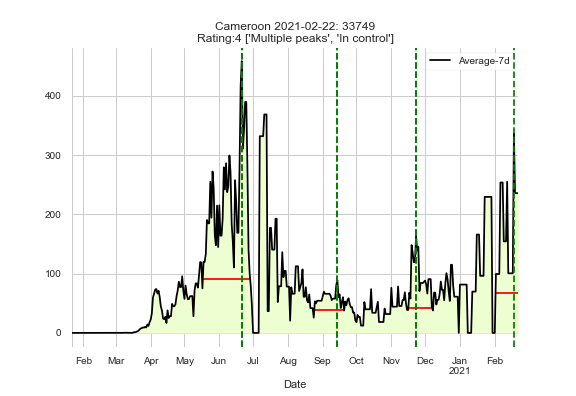 Cameroon 2021-02-22: 33749
Rating:4 ['Multiple peaks', 'In control']
Average-7d
400
300
200
100
0
Feb Mar Apr May Jun Jul Aug Sep Oct Nov Dec Jan Feb
2021
Date